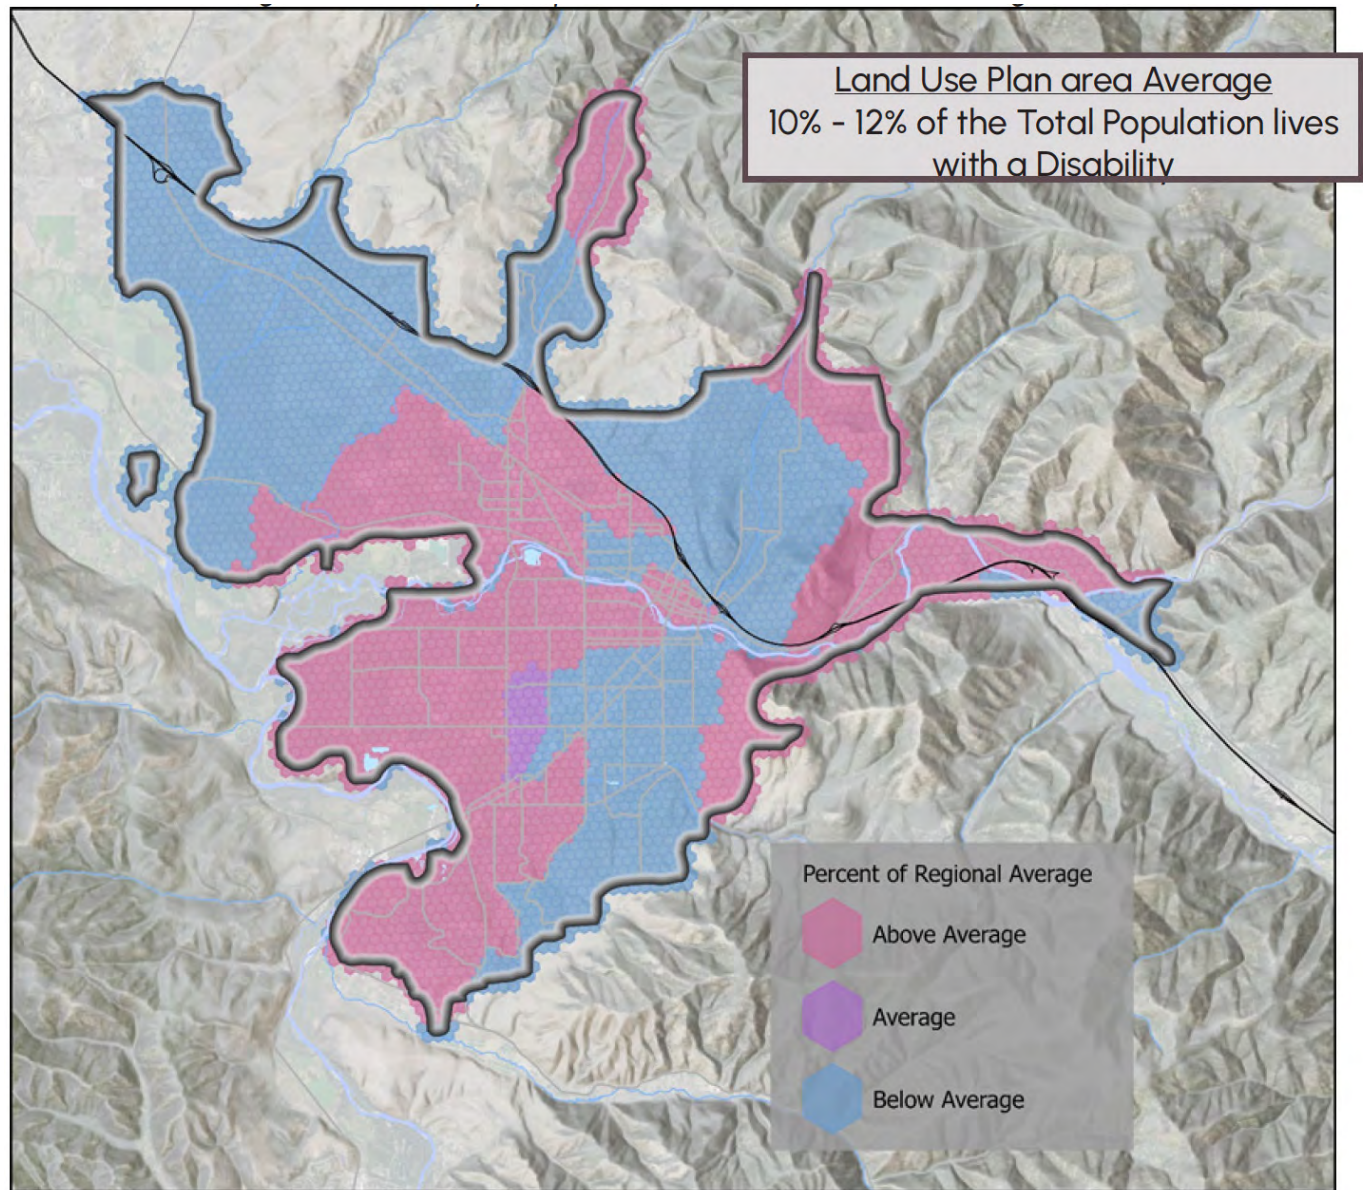 Land Use Plan area Average
10% - 12% of the Total Population lives
with a Disability
Percent of Regional Average
Above Average
Average
Below Average